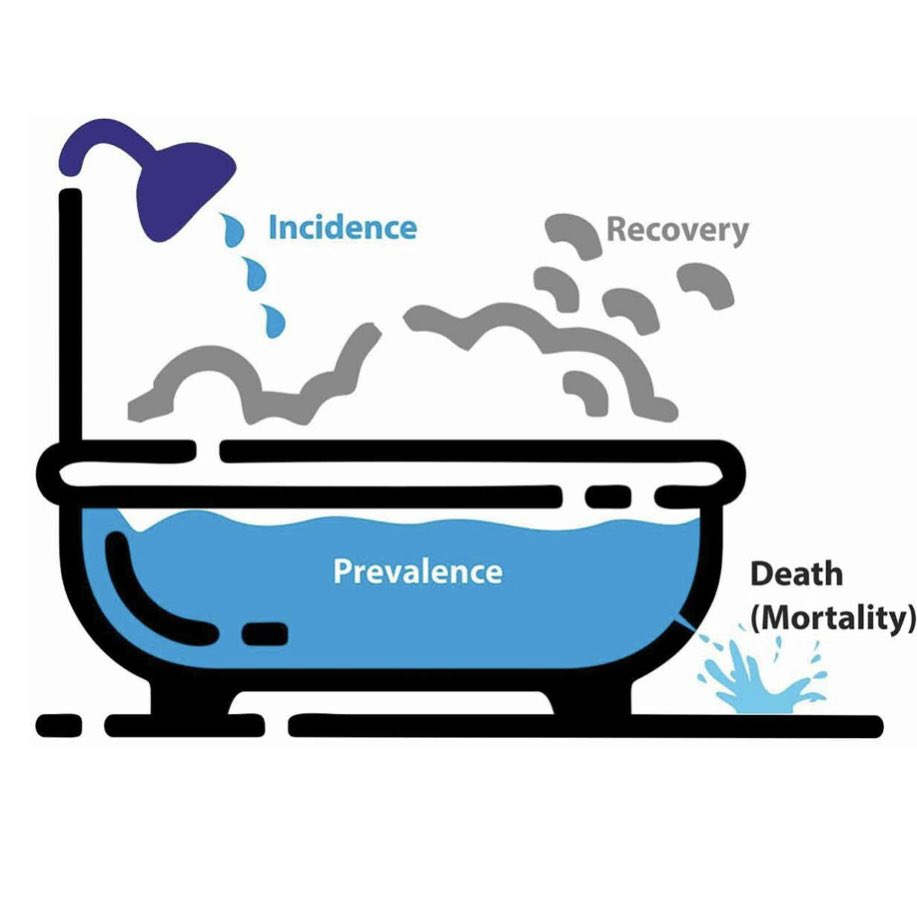 Incidence
Recovery
Prevalence
Death
(Mortality)